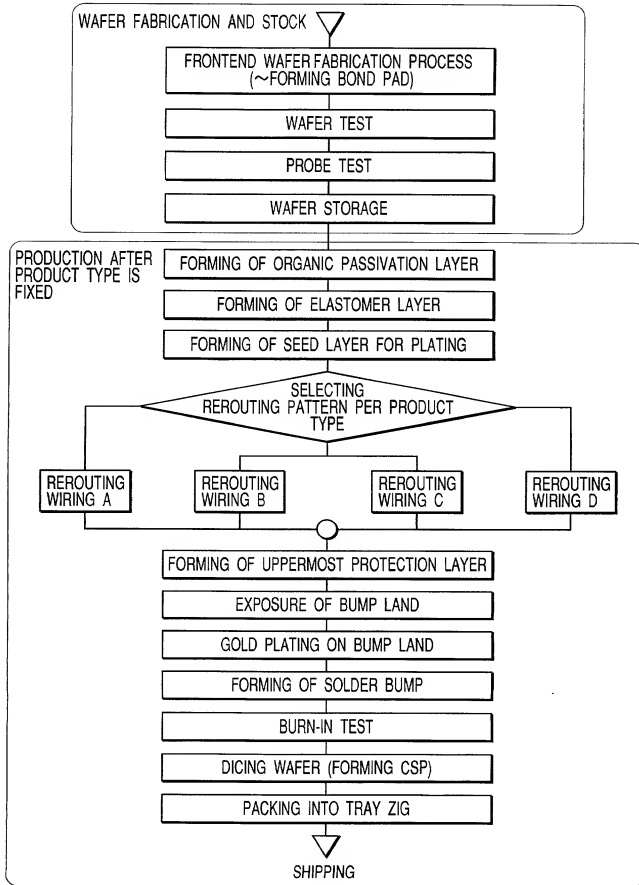 WAFER FABRICATION AND STOCK
FRONTEND WAFER FABRICATION PROCESS
(~FORMING BOND PAD)
WAFER TEST
PROBE TEST
WAFER STORAGE
PRODUCTION AFTER
PRODUCT TYPE IS
FIXED
FORMING OF ORGANIC PASSIVATION LAYER
FORMING OF ELASTOMER LAYER
FORMING OF SEED LAYER FOR PLATING
SELECTING
REROUTING PATTERN PER PRODUCT
TYPE
REROUTING
WIRING A
REROUTING
WIRING B
REROUTING
WIRING C
REROUTING
WIRING D
FORMING OF UPPERMOST PROTECTION LAYER
EXPOSURE OF BUMP LAND
GOLD PLATING ON BUMP LAND
FORMING OF SOLDER BUMP
BURN-IN TEST
DICING WAFER (FORMING CSP)
PACKING INTO TRAY ZIG
SHIPPING